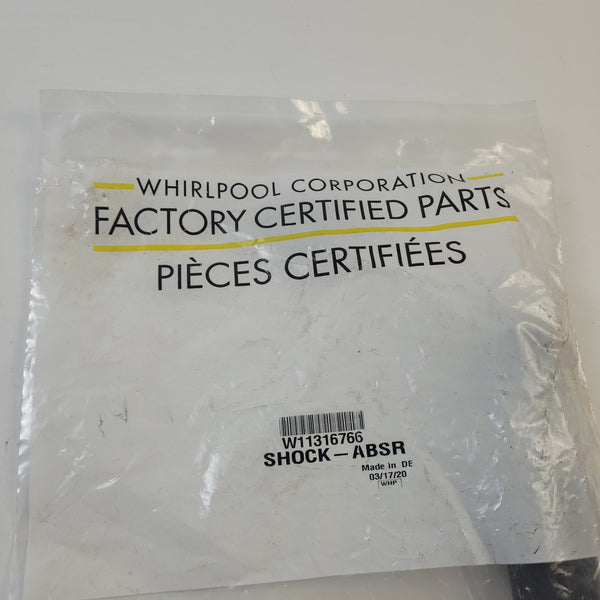 WHIRLPOOL CORPORATION
FACTORY CERTIFIED PARTS
PIÈCES CERTIFIÉES
W11316766
SHOCK-ABSR
Made in DE
03/17/20
WHP